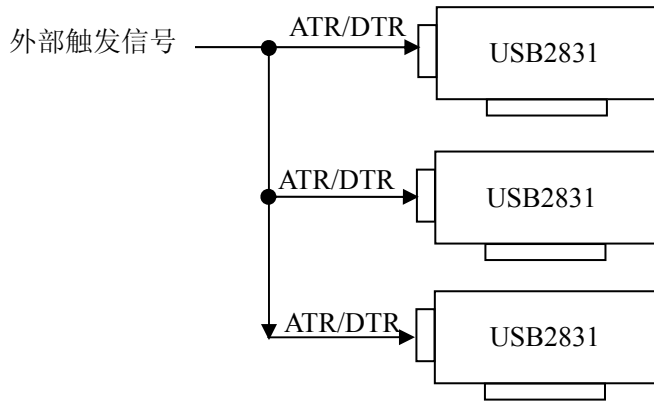 外部触发信号
ATR/DTR
USB2831
ATR/DTR
USB2831
ATR/DTR
USB2831